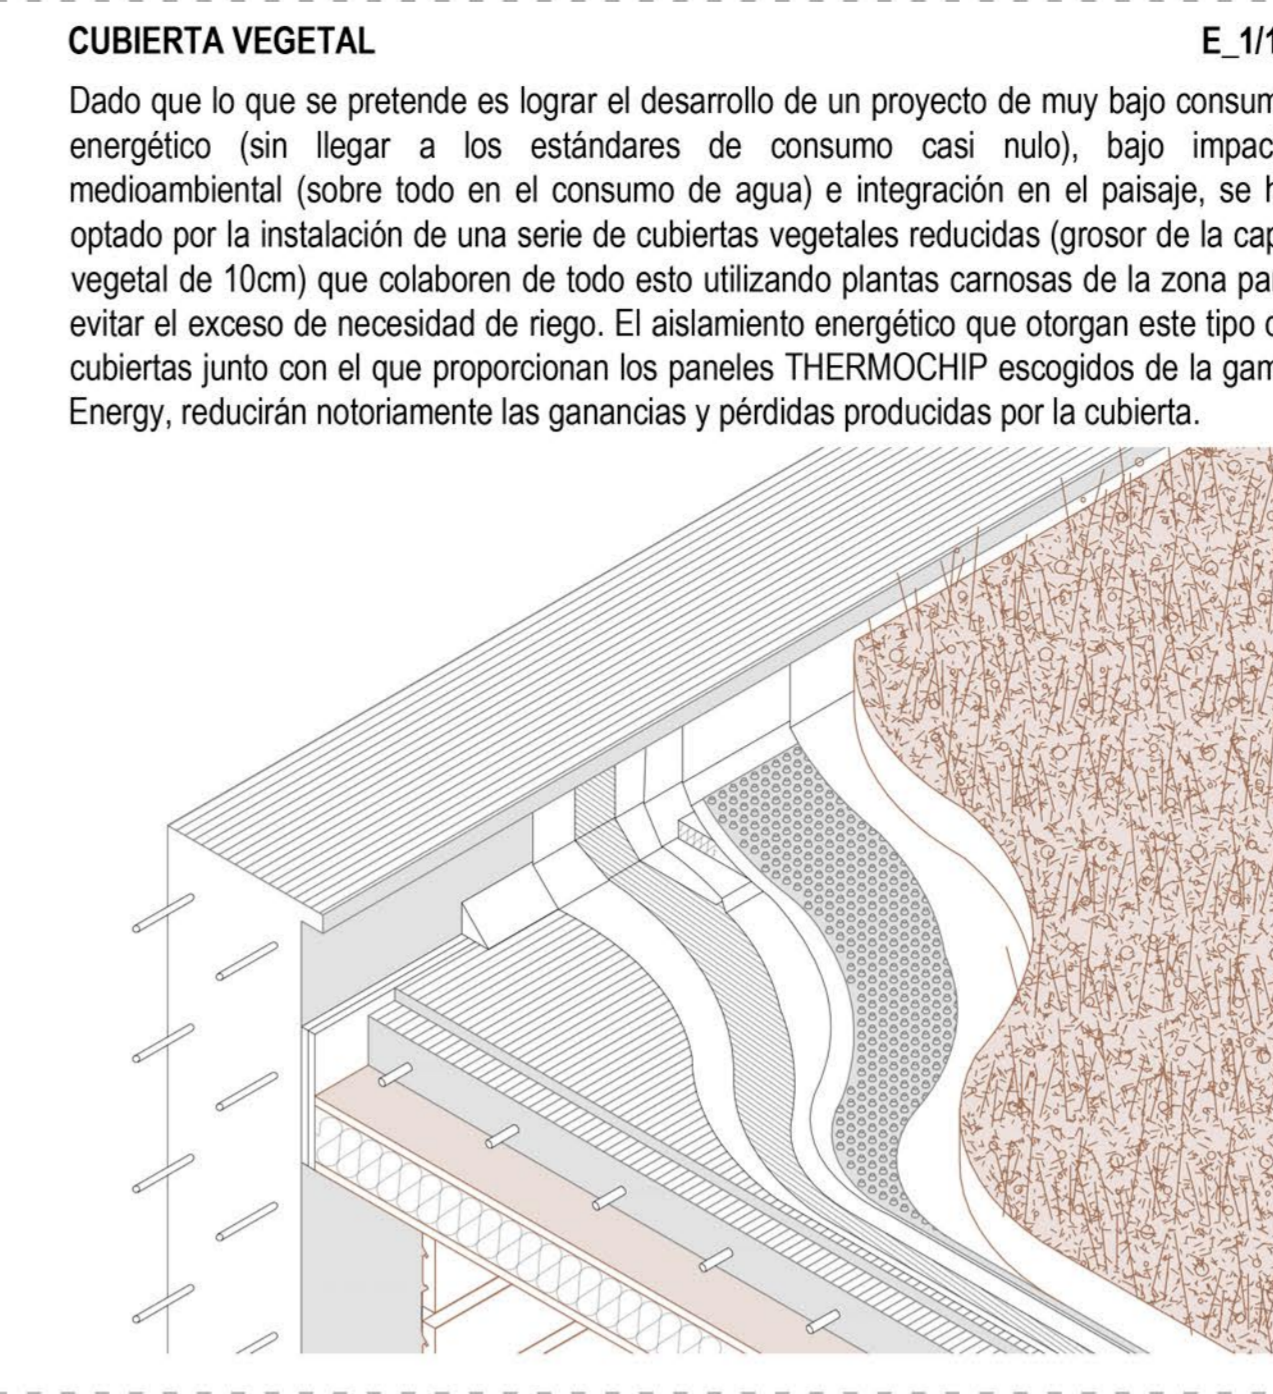 CUBIERTA VEGETAL E_1/1
Dado que lo que se pretende es lograr el desarrollo de un proyecto de muy bajo consum
energético (sin llegar a los estándares de consumo casi nulo), bajo impac
medioambiental (sobre todo en el consumo de agua) e integración en el paisaje, se h
optado por la instalación de una serie de cubiertas vegetales reducidas (grosor de la cap
vegetal de 10cm) que colaboren de todo esto utilizando plantas carnosas de la zona par
evitar el exceso de necesidad de riego. El aislamiento energético que otorgan este tipo d
cubiertas junto con el que proporcionan los paneles THERMOCHIP escogidos de la gam
Energy, reducirán notoriamente las ganancias y pérdidas producidas por la cubierta.